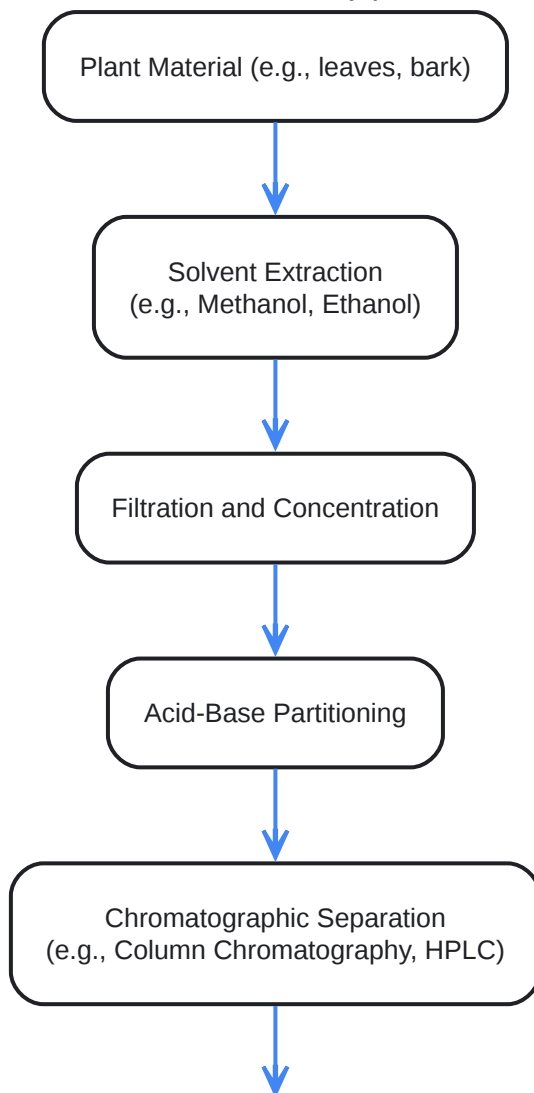 Plant Material (e.g., leaves, bark)
Solvent Extraction
(e.g., Methanol, Ethanol)
Filtration and Concentration
Acid-Base Partitioning
Chromatographic Separation
(e.g., Column Chromatography, HPLC)